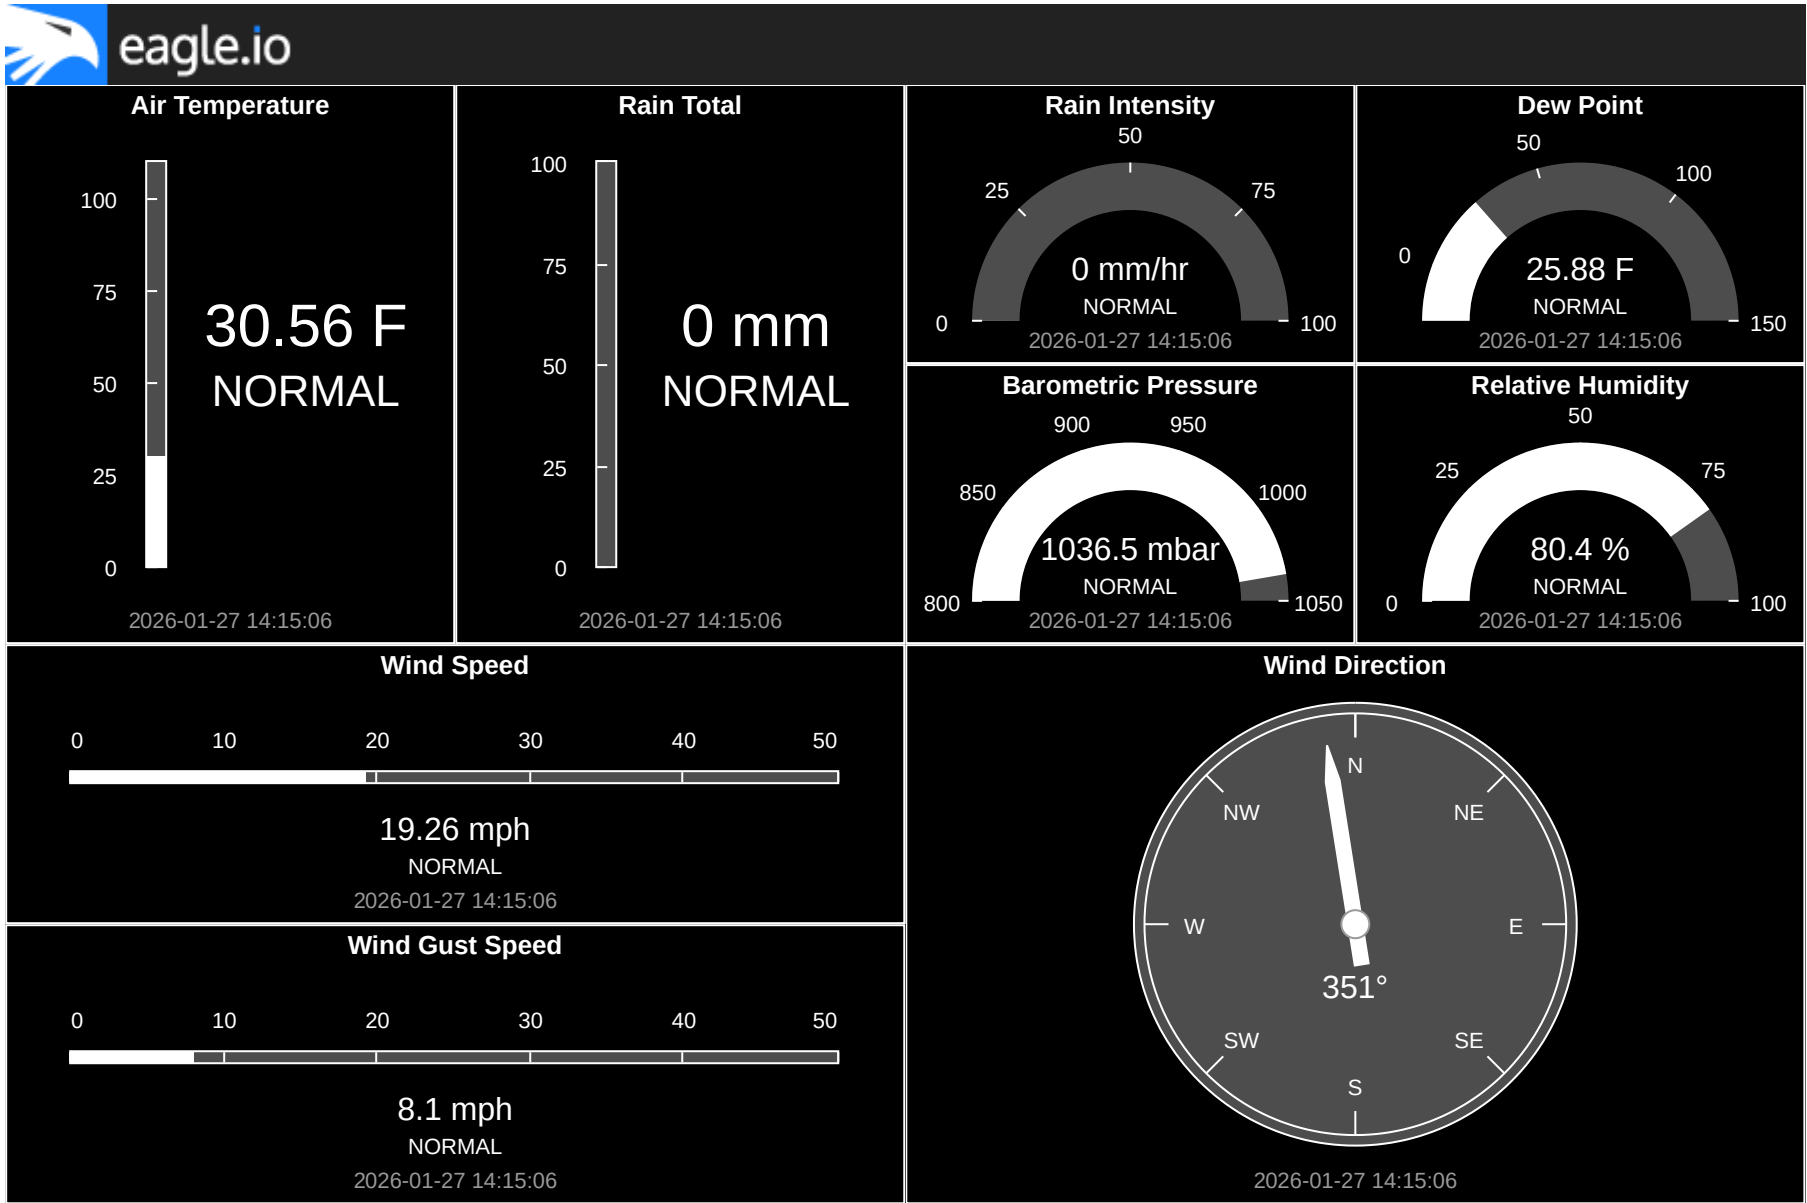 eagle.io
Air Temperature
100
75
50
25
0
30.56 F
NORMAL
2026-01-27 14:15:06
Rain Total
100
75
50
25
0
0 mm
NORMAL
2026-01-27 14:15:06
Rain Intensity
50
25
75
0
100
0 mm/hr
NORMAL
2026-01-27 14:15:06
Dew Point
50
100
0
150
25.88 F
NORMAL
2026-01-27 14:15:06
Barometric Pressure
900
950
850
1000
800
1050
1036.5 mbar
NORMAL
2026-01-27 14:15:06
Relative Humidity
50
25
75
0
100
80.4 %
NORMAL
2026-01-27 14:15:06
Wind Speed
0 10 20 30 40 50
19.26 mph
NORMAL
2026-01-27 14:15:06
Wind Gust Speed
0 10 20 30 40 50
8.1 mph
NORMAL
2026-01-27 14:15:06
Wind Direction
N
NW NE
W E
351°
SW SE
S
2026-01-27 14:15:06